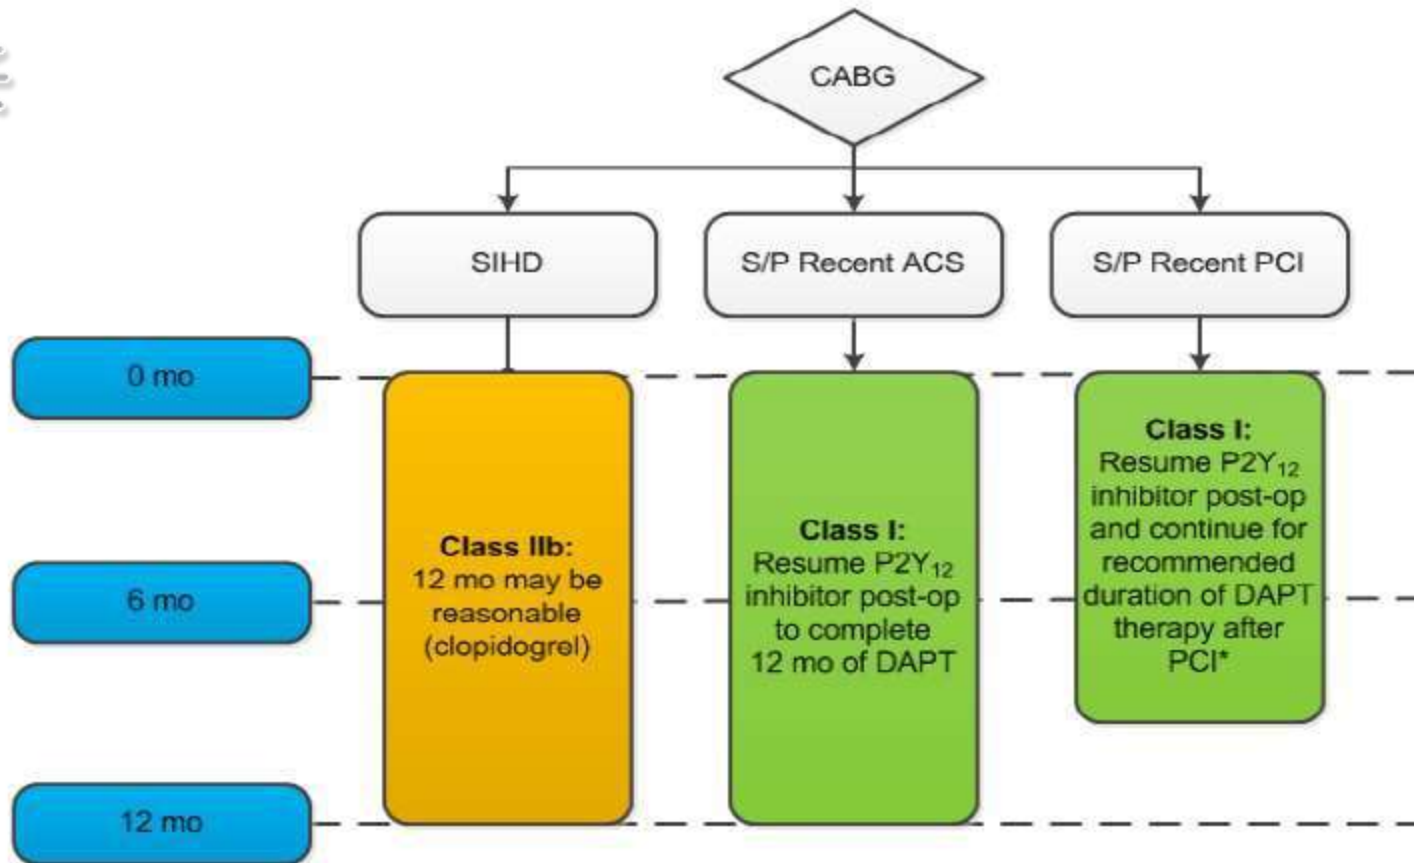 CABG
SIHD
S/P Recent ACS
S/P Recent PCI
0 mo
6 mo
12 mo
Class IIb:
12 mo may be
reasonable
(clopidogrel)
Class I:
Resume P2Y₁₂
inhibitor post-op
to complete
12 mo of DAPT
Class I:
Resume P2Y₁₂
inhibitor post-op
and continue for
recommended
duration of DAPT
therapy after
PCI*